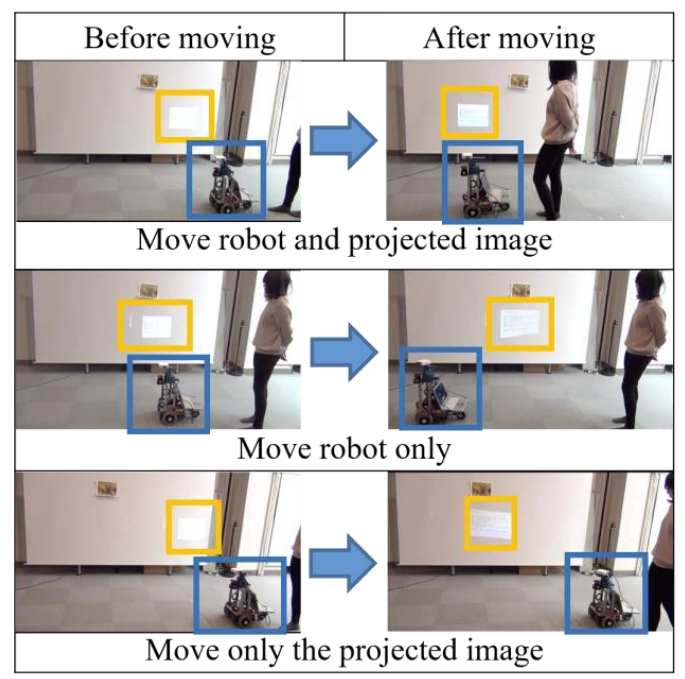 Before moving
After moving
Move robot and projected image
Move robot only
Move only the projected image